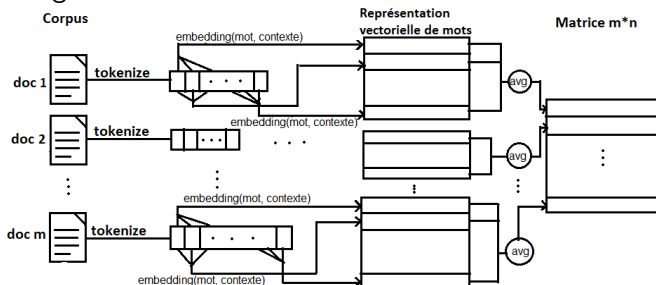 Corpus
embedding(mot, contexte)
Représentation
vectorielle de mots
Matrice m*n
doc 1
tokenize
avg
embedding(mot, contexte)
doc 2
tokenize
avg
embedding(mot, contexte)
doc m
tokenize
avg
embedding(mot, contexte)